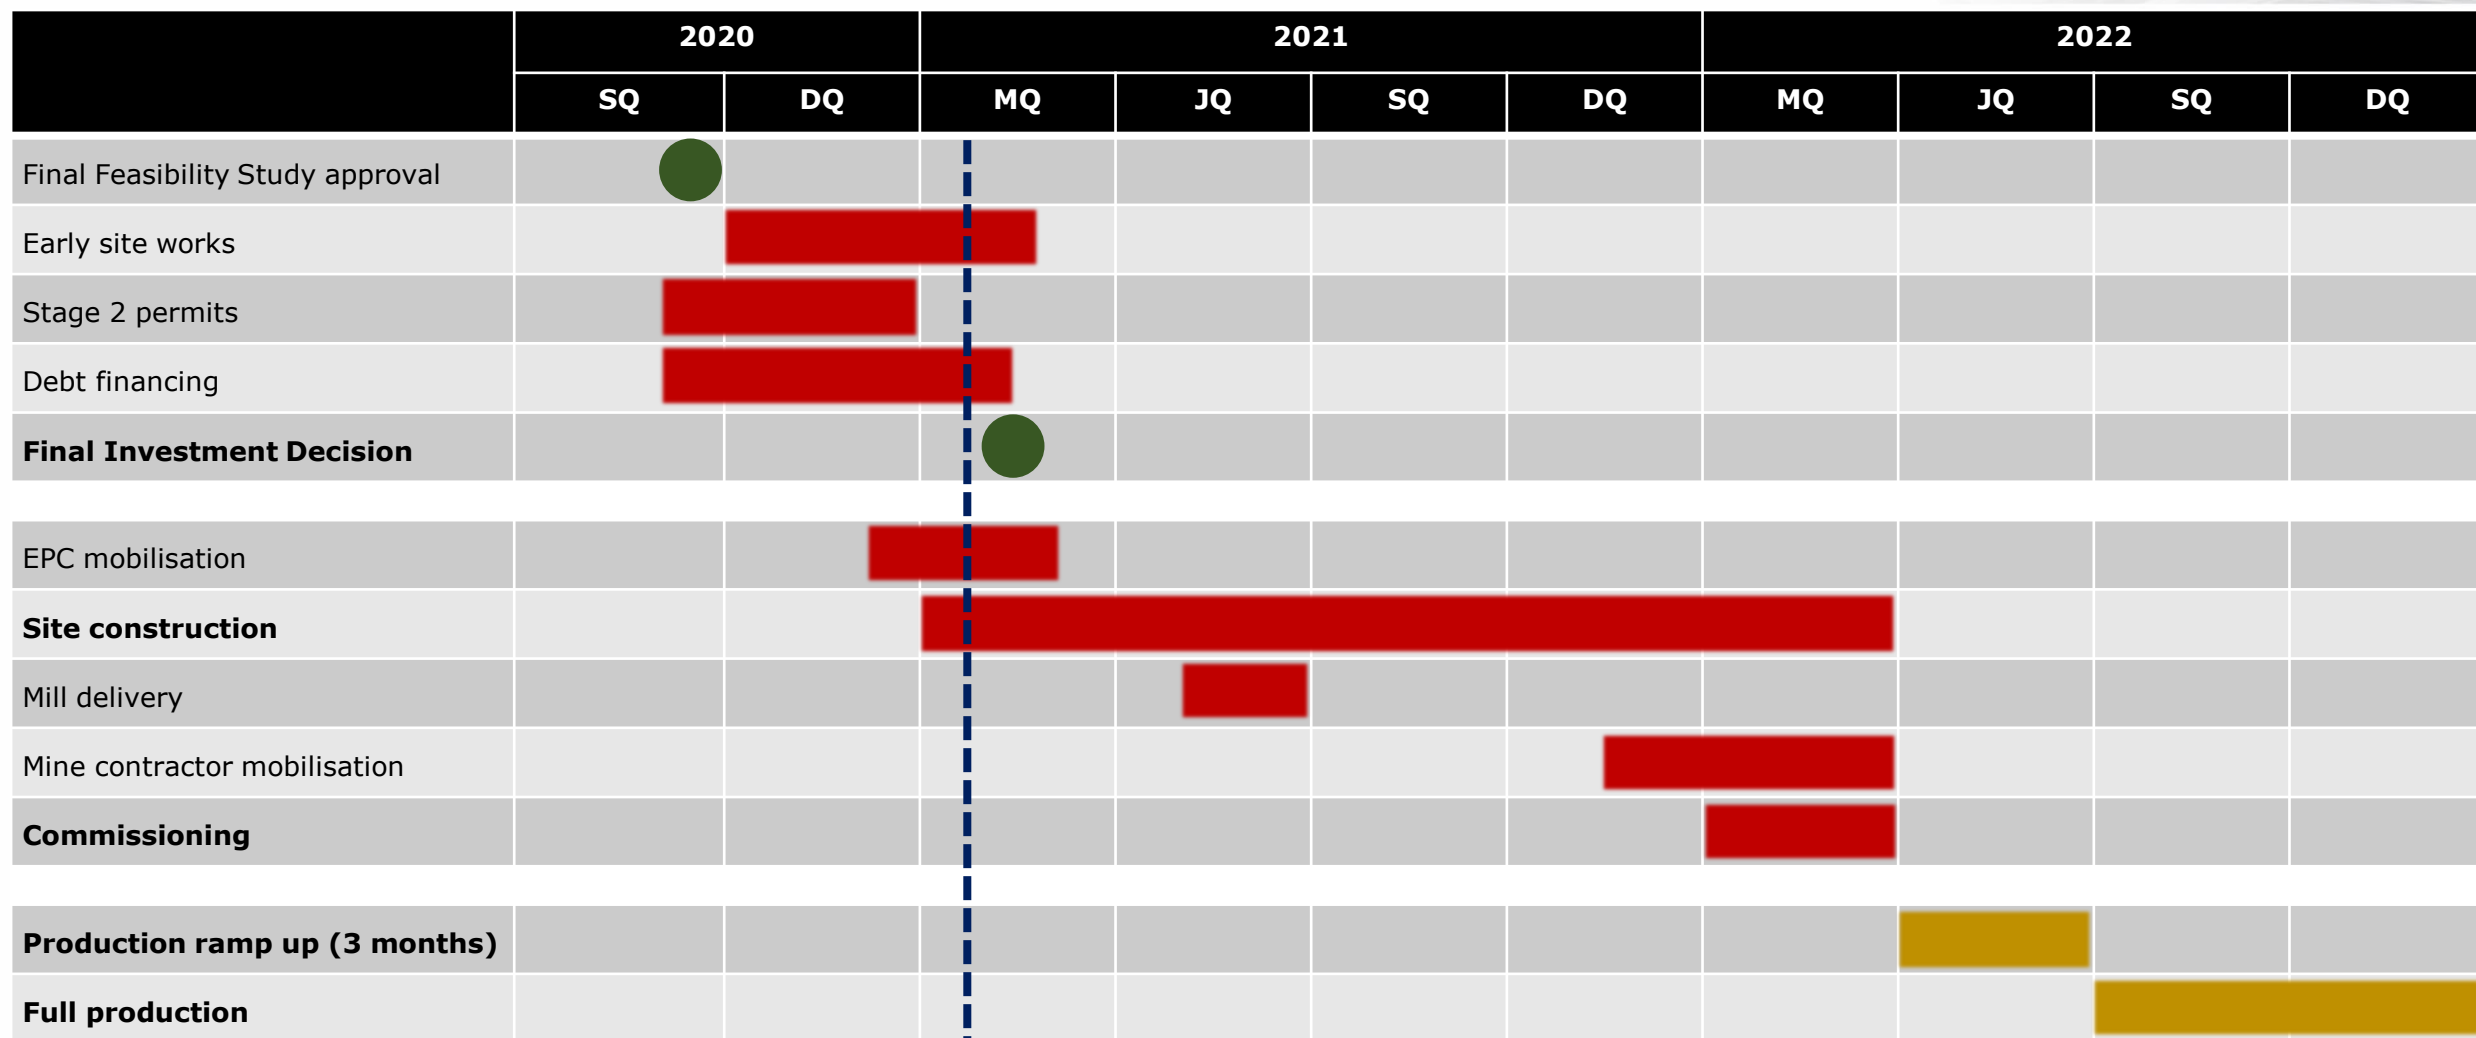 2020 2021 2022
SQ DQ MQ JQ SQ DQ MQ JQ SQ DQ
Final Feasibility Study approval
Early site works
Stage 2 permits
Debt financing
Final Investment Decision
EPC mobilisation
Site construction
Mill delivery
Mine contractor mobilisation
Commissioning
Production ramp up (3 months)
Full production